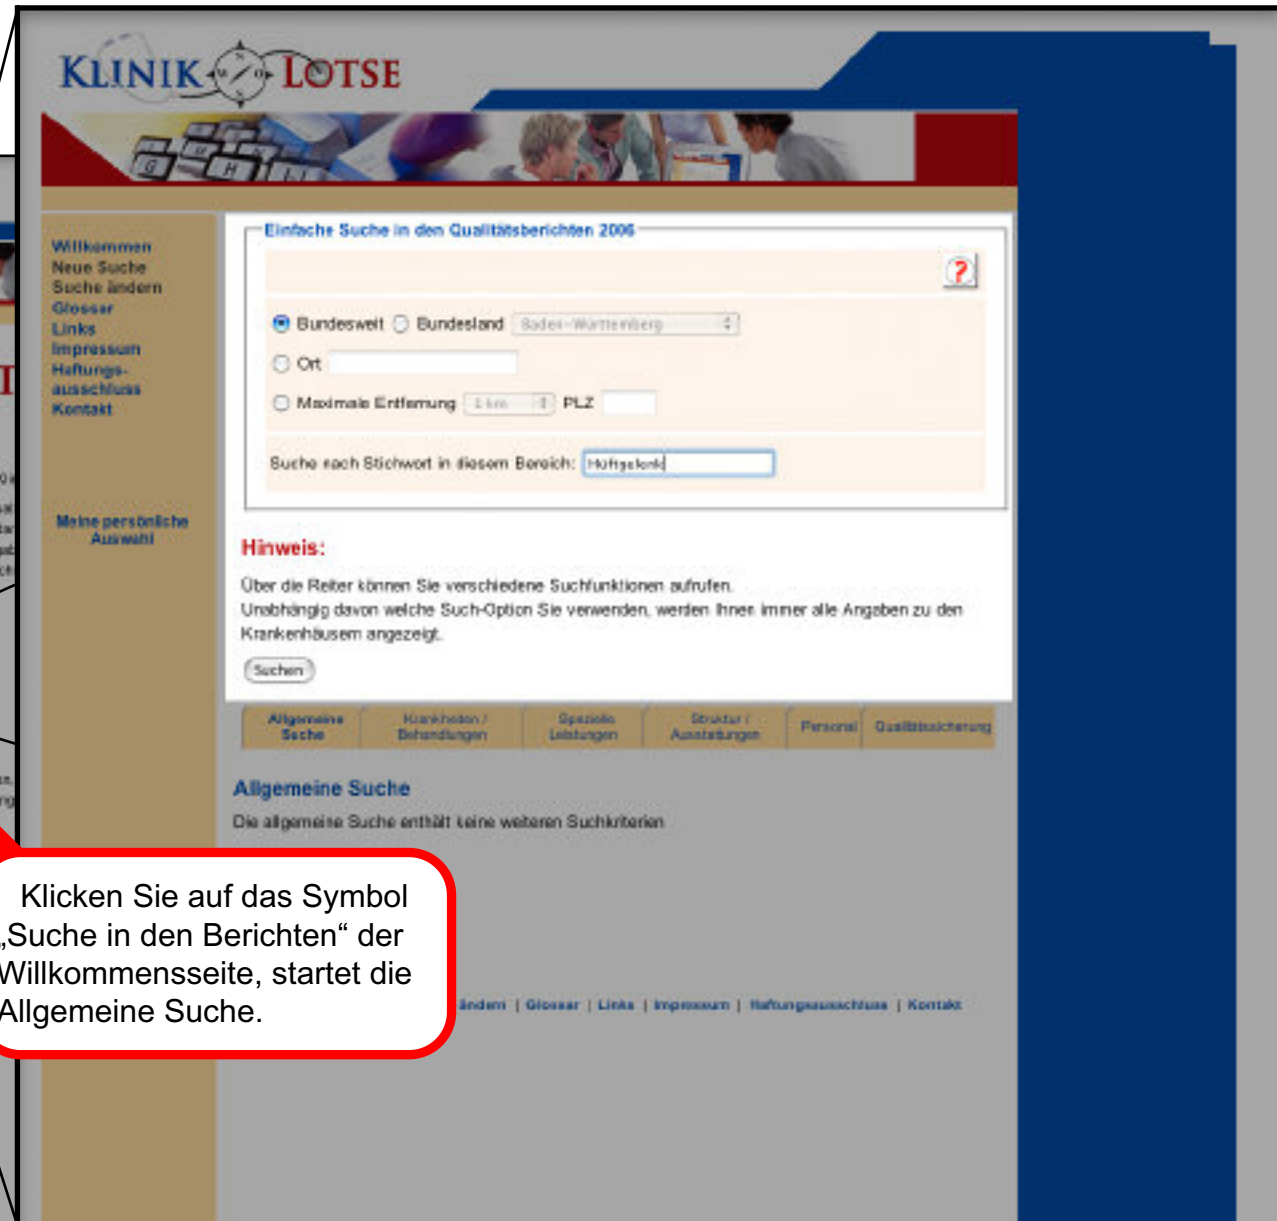 KLINIK LOTSE
Einfache Suche in den Qualitätsberichten 2006
Willkommen
Neue Suche
Suche ändern
Glossar
Links
Impressum
Haftungs-
ausschluss
Kontakt
Meine persönliche
Auswahl
?
Bundesweit Bundesland Baden-Württemberg
Ort
Maximale Entfernung 1 km PLZ
Suche nach Stichwort in diesem Bereich: Hüftgelenk
Hinweis:
Über die Reiter können Sie verschiedene Suchfunktionen aufrufen.
Unabhängig davon welche Such-Option Sie verwenden, werden Ihnen immer alle Angaben zu den
Krankenhäusern angezeigt.
Suchen
Allgemeine
Suche
Krankheiten /
Behandlungen
Spezielle
Leistungen
Struktur /
Ausstattungen
Personal
Qualitätssicherung
Allgemeine Suche
Die allgemeine Suche enthält keine weiteren Suchkriterien
Klicken Sie auf das Symbol
„Suche in den Berichten“ der
Willkommensseite, startet die
Allgemeine Suche.
ändern | Glossar | Links | Impressum | Haftungsausschluss | Kontakt